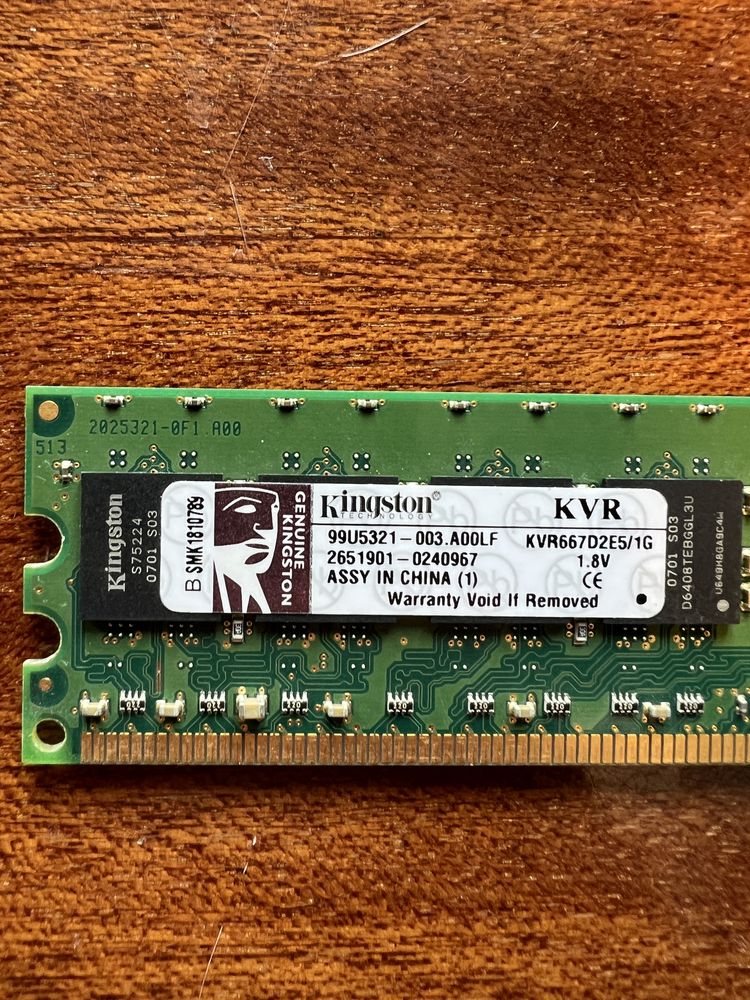 2025321-0F1.A00
513
Kingston
S75224
0701 S03
B SMK1810789
GENUINE
KINGSTON
Kingston
TECHNOLOGY
KVR
99U5321-003.A00LF
KVR667D2E5/1G
2651901-0240967
1.8V
ASSY IN CHINA (1)
CE
Warranty Void If Removed
0701 S03
D6408TEBGGL3U